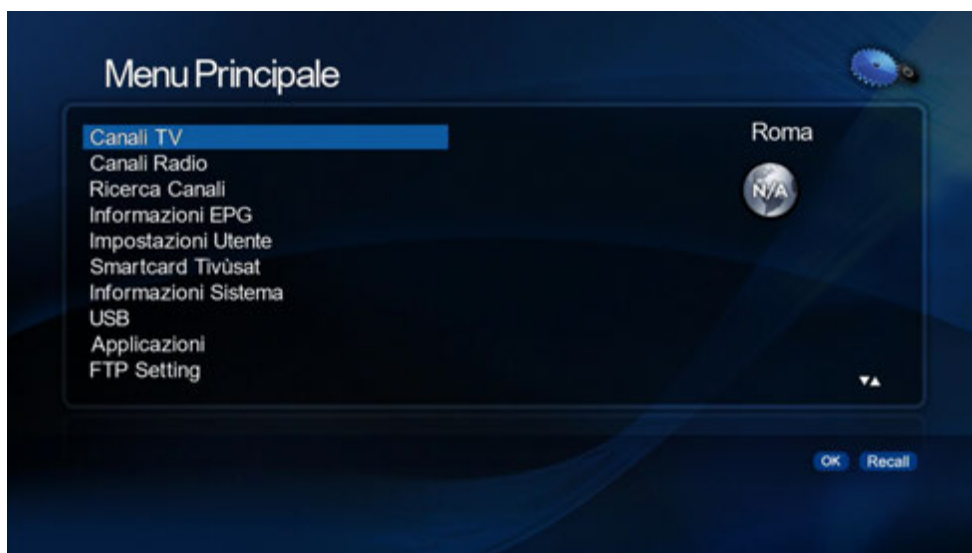 Menu Principale
Canali TV
Roma
Canali Radio
Ricerca Canali
N/A
Informazioni EPG
Impostazioni Utente
Smartcard Tivùsat
Informazioni Sistema
USB
Applicazioni
FTP Setting
OK Recall